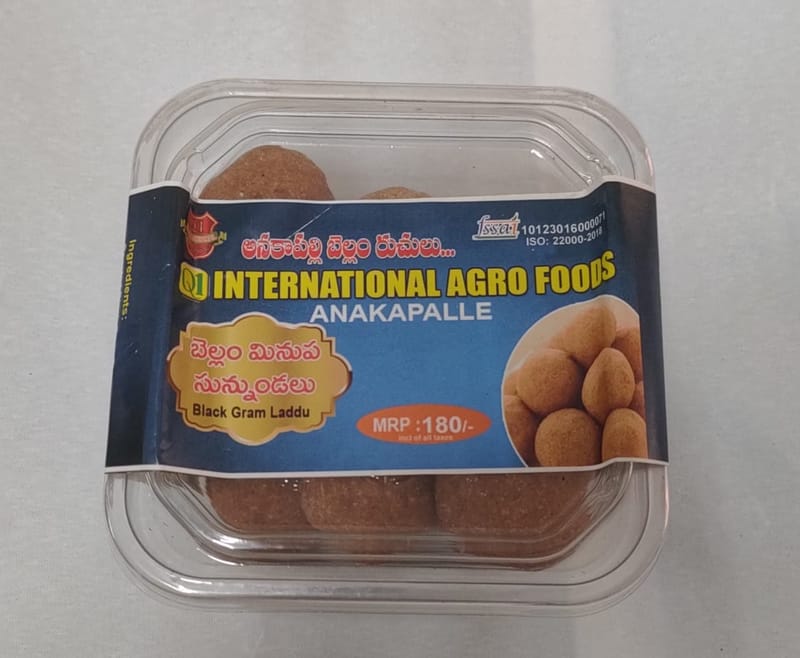 అనకాపల్లి బెల్లం రుచులు...
fssai 10123016000071
ISO: 22000-2018
Q1 INTERNATIONAL AGRO FOODS
ANAKAPALLE
బెల్లం మినుప
సున్నుండలు
Black Gram Laddu
MRP :180/-
incl of all taxes
Ingredients: